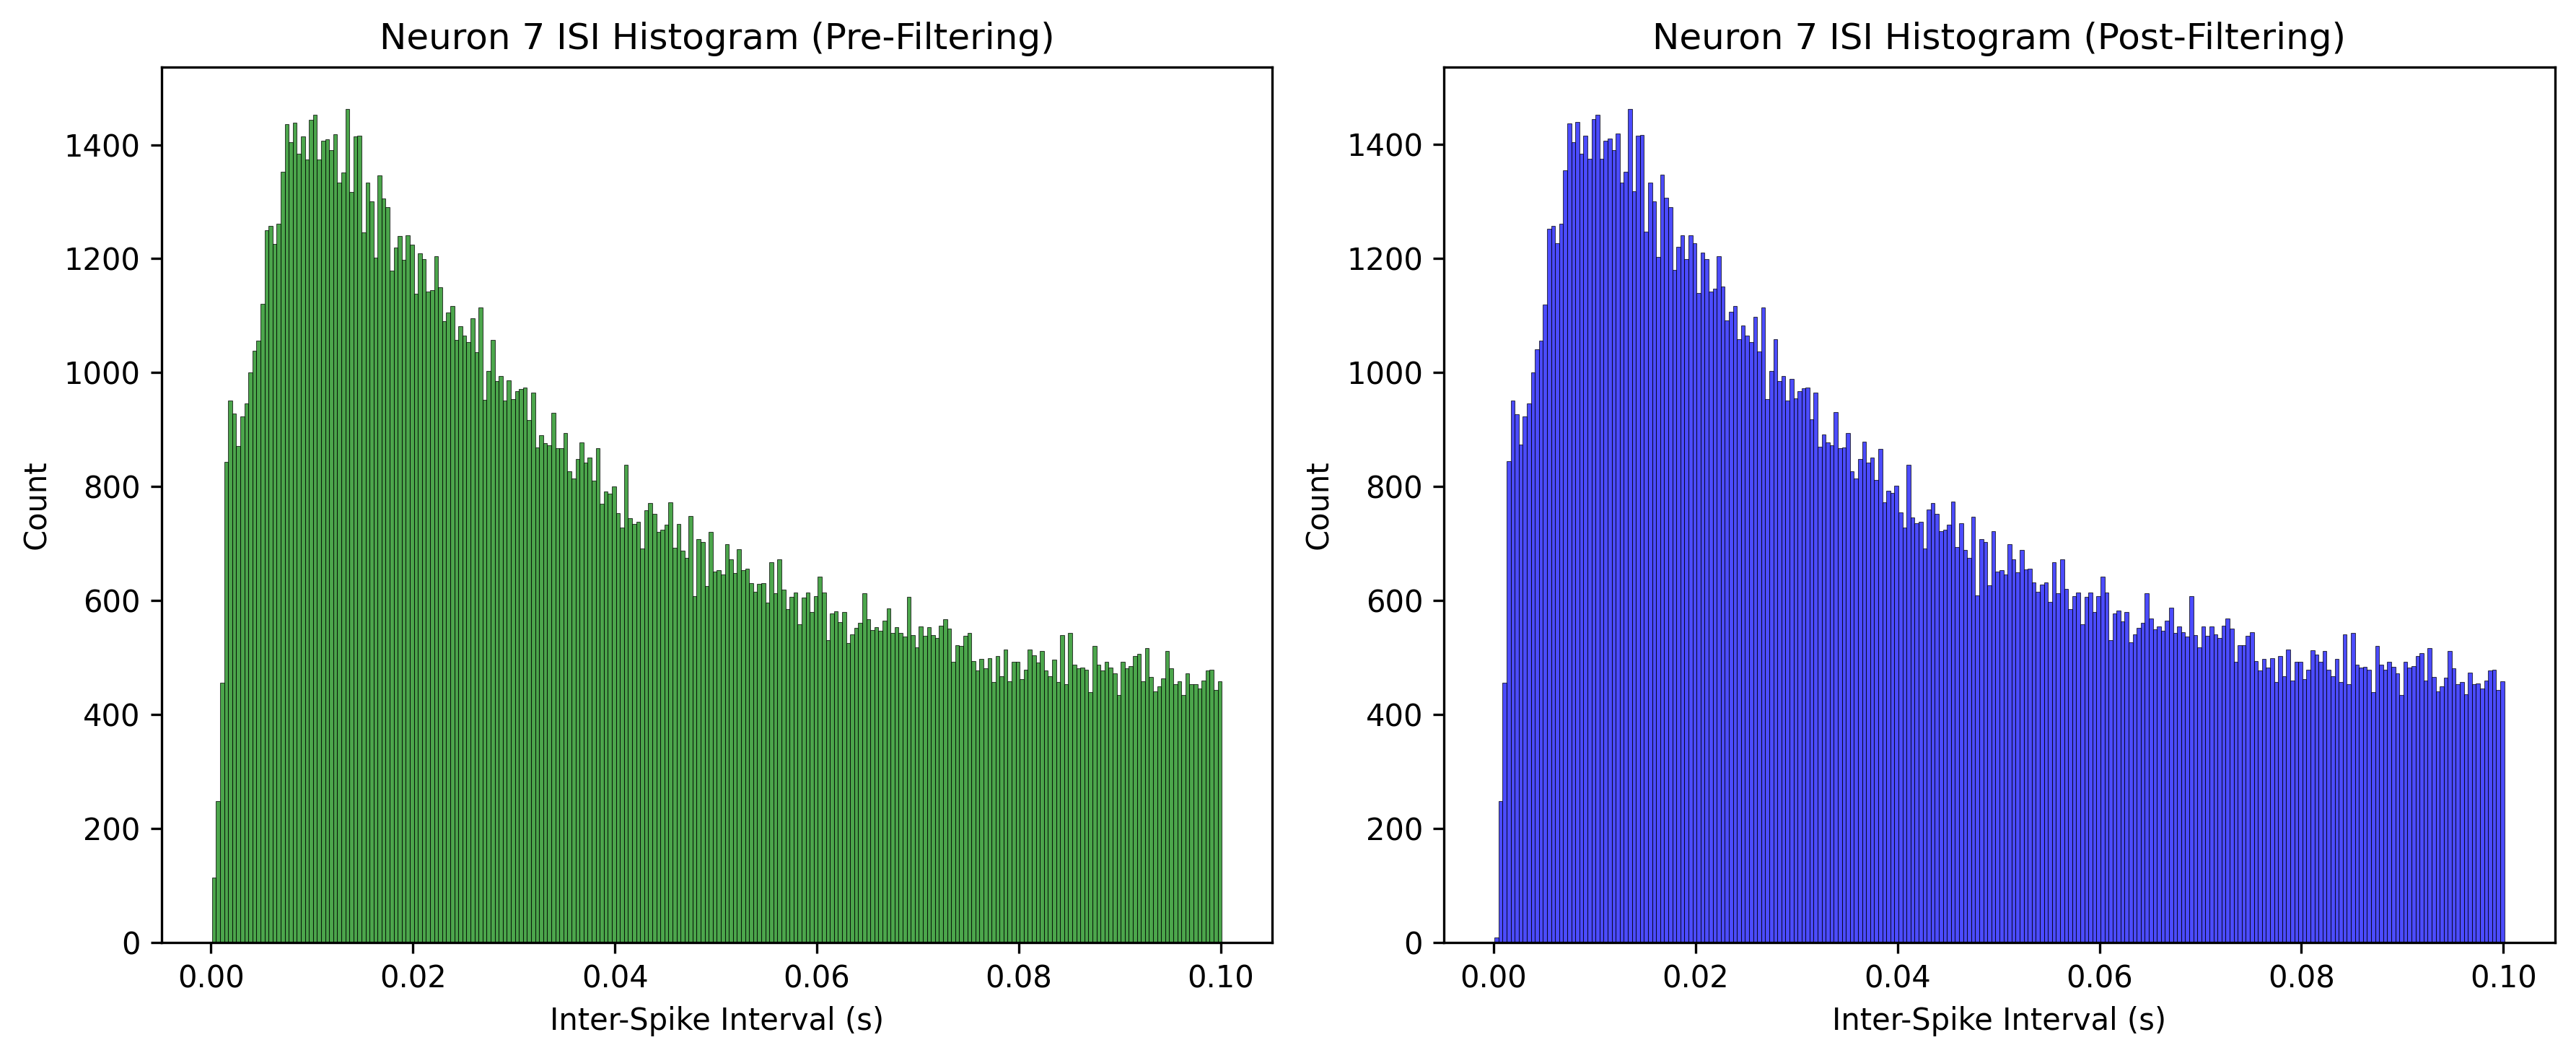 Neuron 7 ISI Histogram (Pre-Filtering)
Count
1400
1200
1000
800
600
400
200
0
0.00 0.02 0.04 0.06 0.08 0.10
Inter-Spike Interval (s)
Neuron 7 ISI Histogram (Post-Filtering)
Count
1400
1200
1000
800
600
400
200
0
0.00 0.02 0.04 0.06 0.08 0.10
Inter-Spike Interval (s)